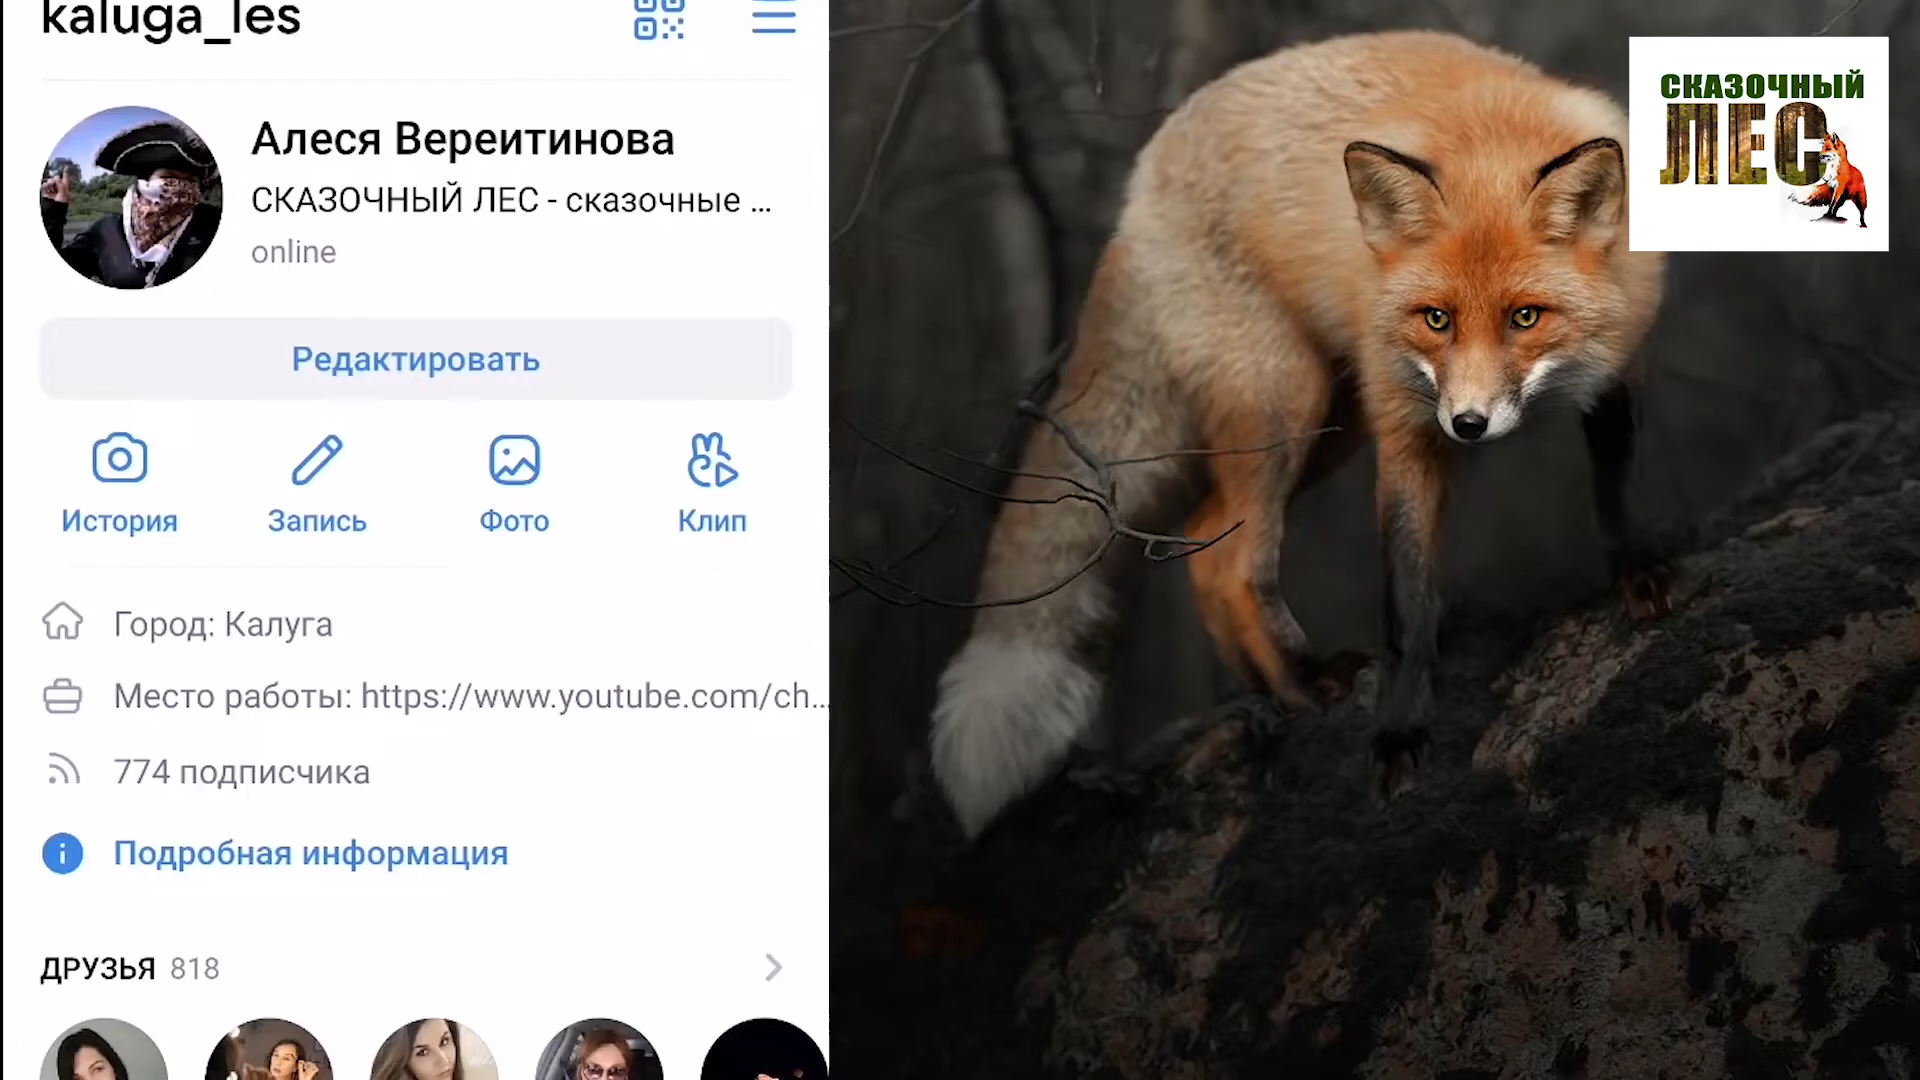 kaluga_les
Алеся Вереитинова
СКАЗОЧНЫЙ ЛЕС - сказочные ...
online
Редактировать
История
Запись
Фото
Клип
Город: Калуга
Место работы: https://www.youtube.com/ch...
774 подписчика
Подробная информация
ДРУЗЬЯ 818
СКАЗОЧНЫЙ
ЛЕС